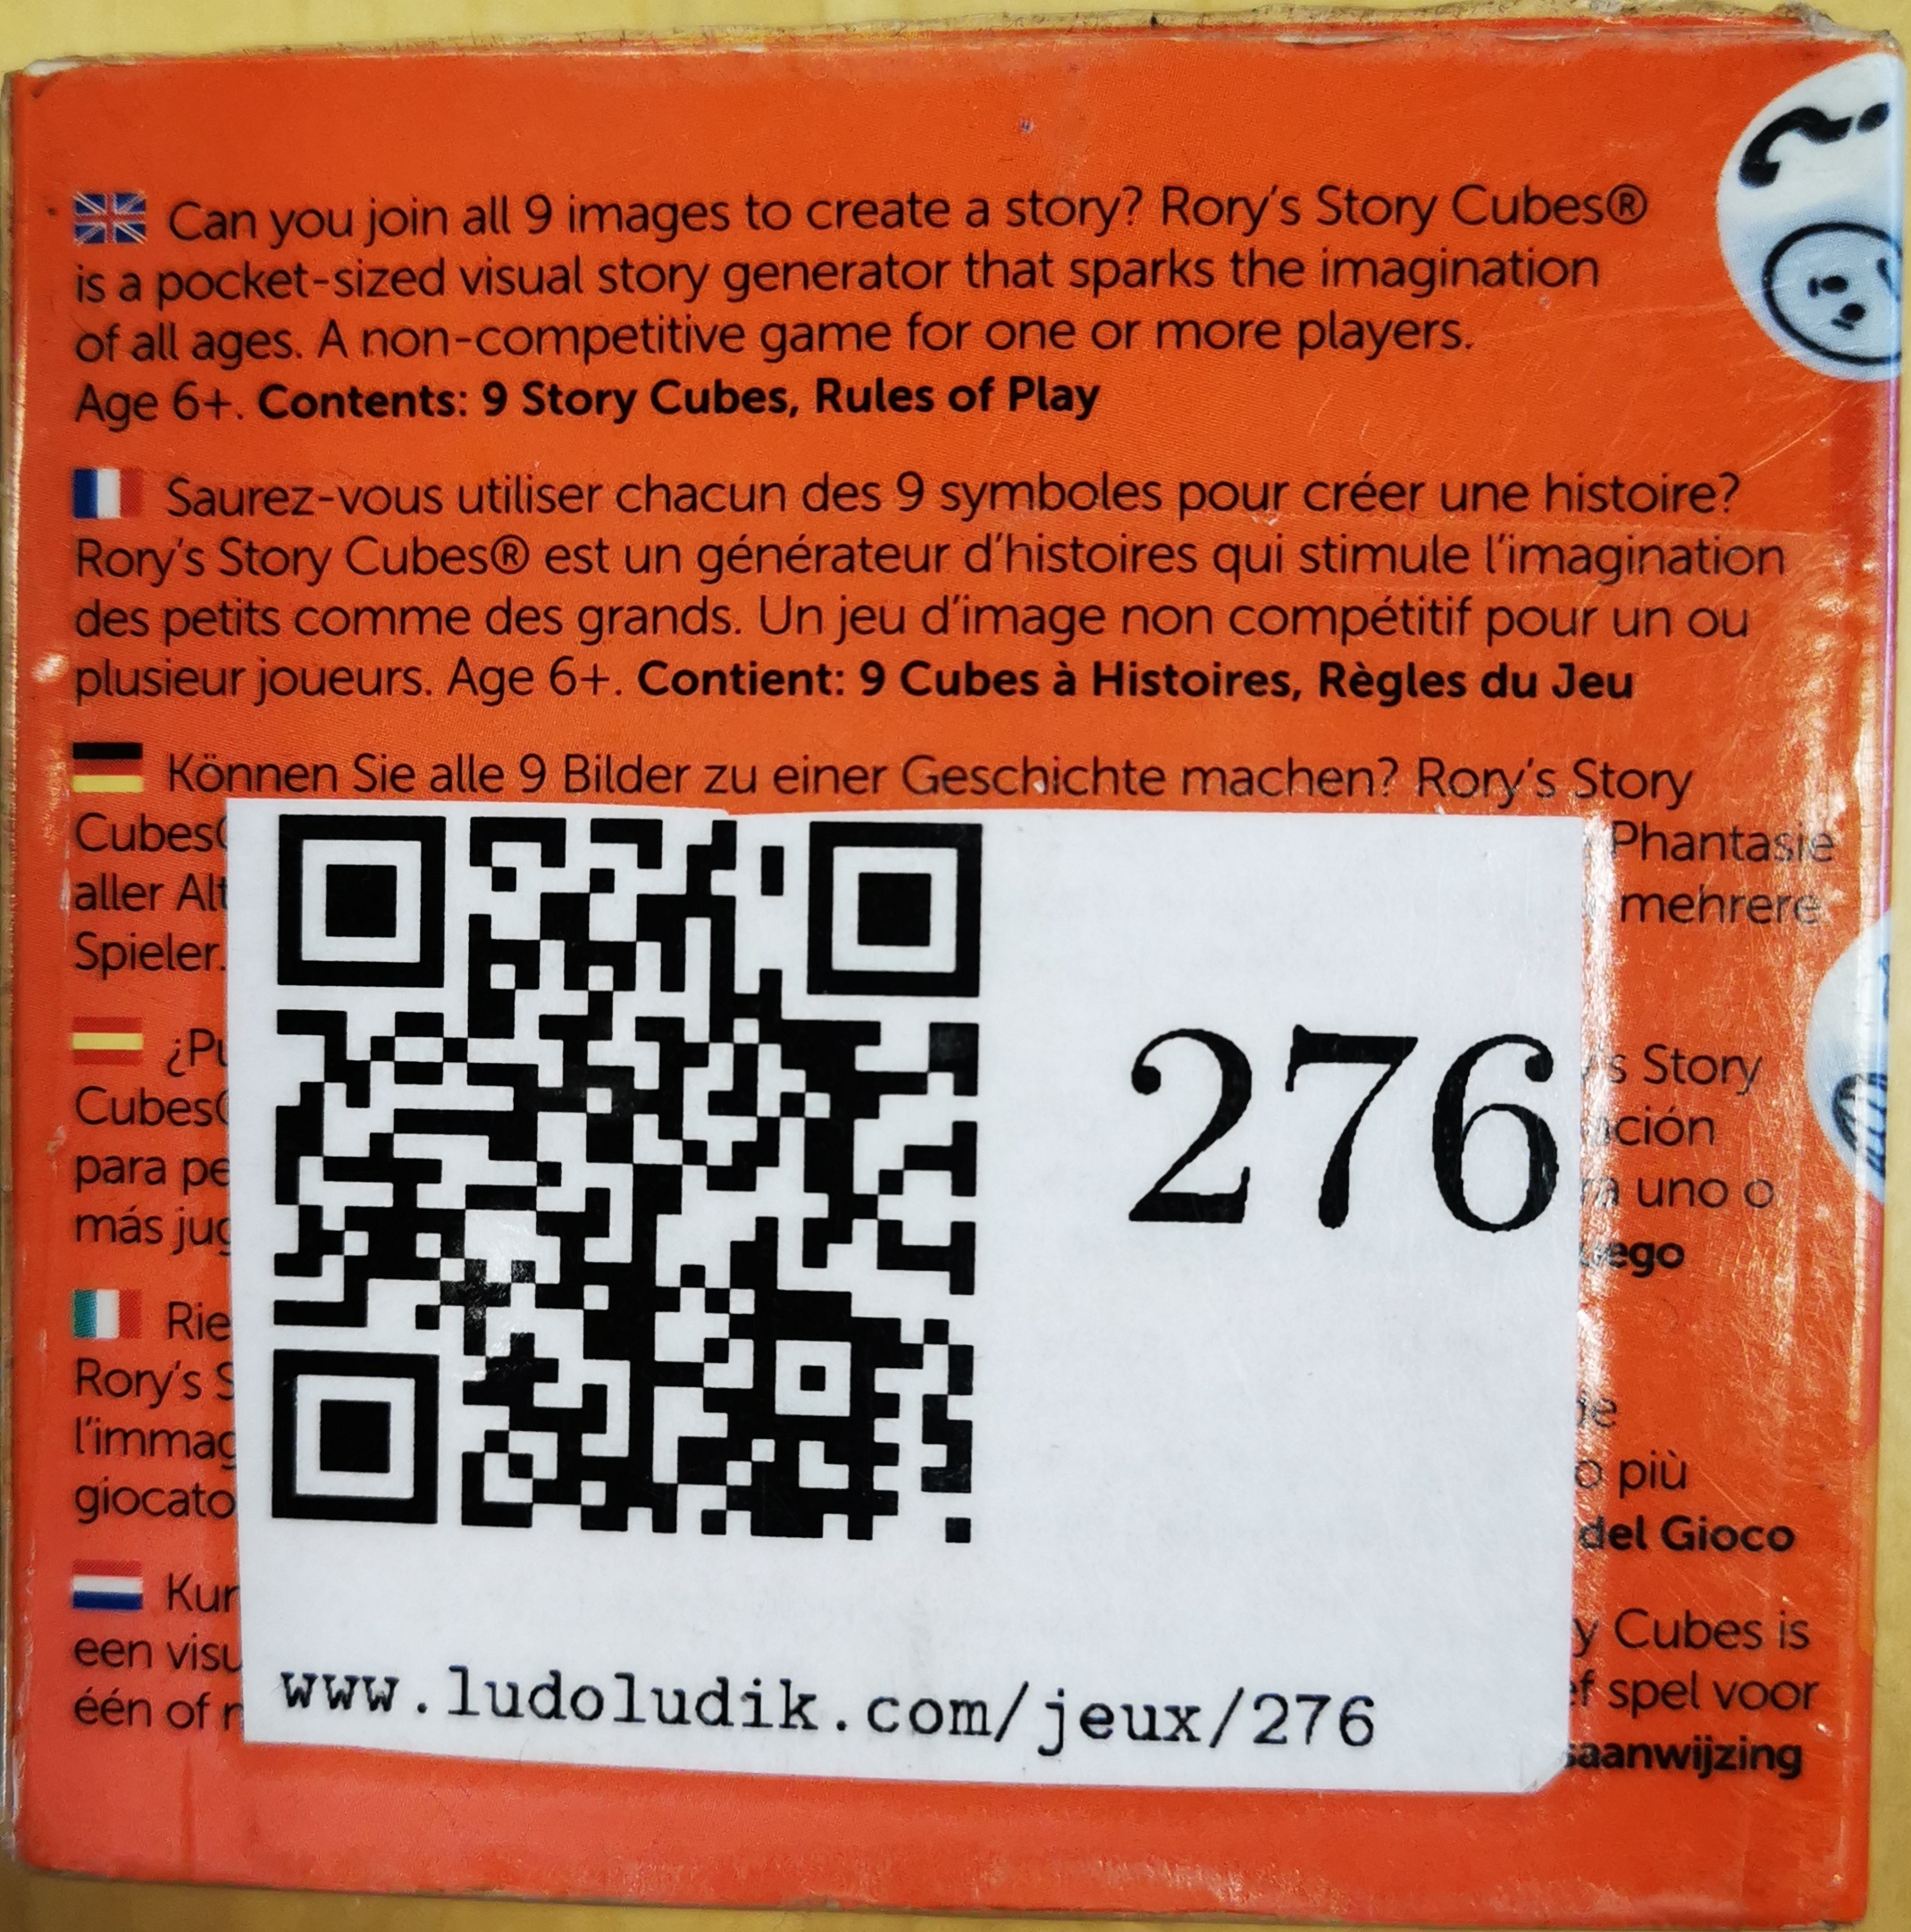 Can you join all 9 images to create a story? Rory's Story Cubes®
is a pocket-sized visual story generator that sparks the imagination
of all ages. A non-competitive game for one or more players.
Age 6+. Contents: 9 Story Cubes, Rules of Play
Saurez-vous utiliser chacun des 9 symboles pour créer une histoire?
Rory's Story Cubes® est un générateur d'histoires qui stimule l'imagination
des petits comme des grands. Un jeu d'image non compétitif pour un ou
plusieur joueurs. Age 6+. Contient: 9 Cubes à Histoires, Règles du Jeu
Können Sie alle 9 Bilder zu einer Geschichte machen? Rory's Story
Cubes Phantasie
aller mehrere
Spieler.
Story
Cubes
para uno o
más
Rory's
o più
del Gioco
een Cubes is
één of spel voor
276
www.ludoludik.com/jeux/276